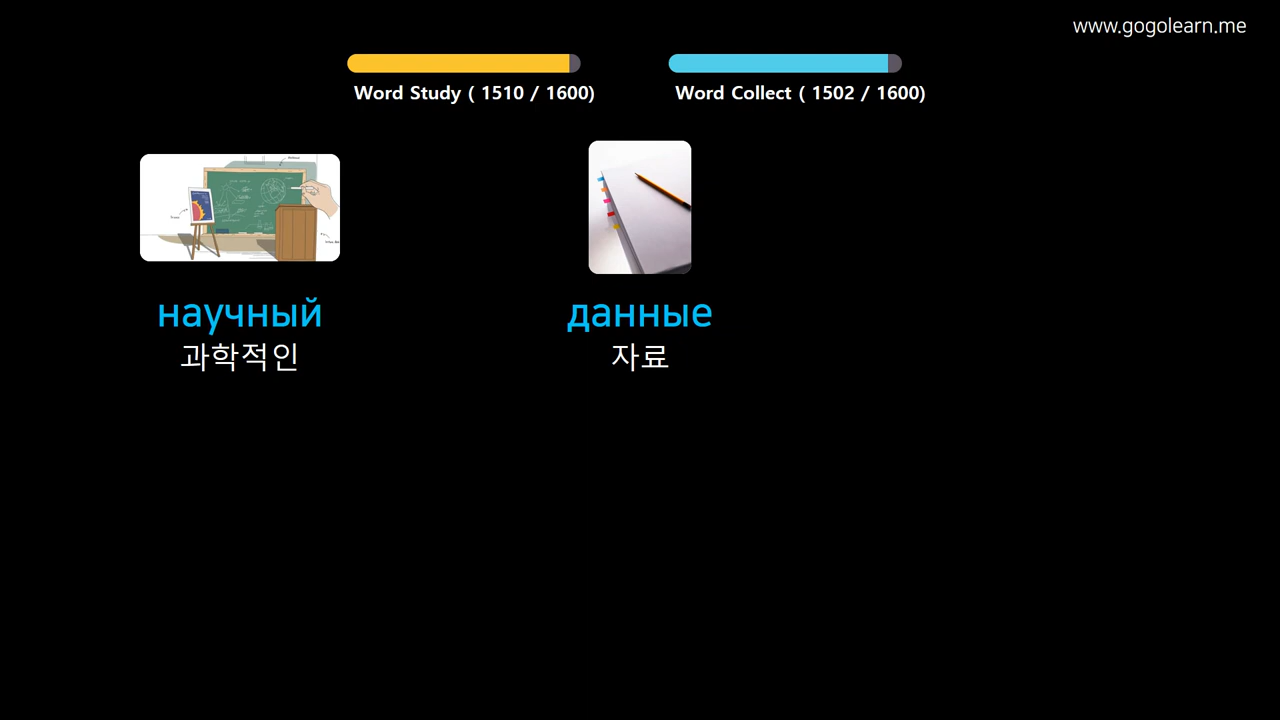 www.gogolearn.me
Word Study ( 1510 / 1600)
Word Collect ( 1502 / 1600)
научный
과학적인
данные
자료